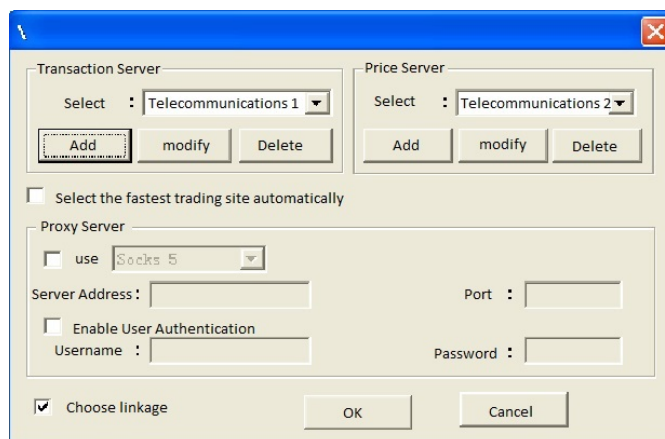 \
Transaction Server
Select : Telecommunications 1
Add modify Delete
Price Server
Select : Telecommunications 2
Add modify Delete
Select the fastest trading site automatically
Proxy Server
use Socks 5
Server Address : Port :
Enable User Authentication
Username : Password :
Choose linkage OK Cancel